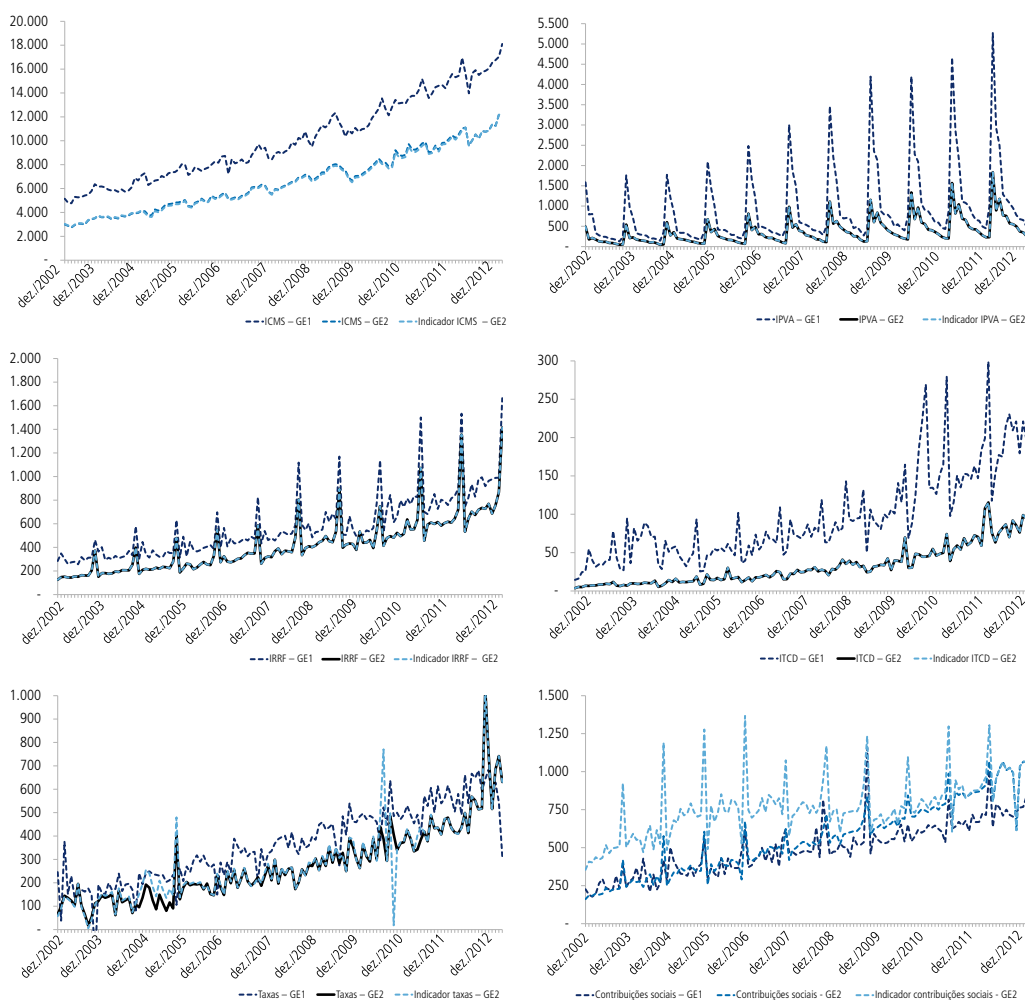 20.000
18.000
16.000
14.000
12.000
10.000
8.000
6.000
4.000
2.000
-
dez./2002
dez./2003
dez./2004
dez./2005
dez./2006
dez./2007
dez./2008
dez./2009
dez./2010
dez./2011
dez./2012
ICMS – GE1 ICMS – GE2 Indicador ICMS – GE2
5.500
5.000
4.500
4.000
3.500
3.000
2.500
2.000
1.500
1.000
500
-
dez./2002
dez./2003
dez./2004
dez./2005
dez./2006
dez./2007
dez./2008
dez./2009
dez./2010
dez./2011
dez./2012
IPVA – GE1 IPVA – GE2 Indicador IPVA – GE2
2.000
1.800
1.600
1.400
1.200
1.000
800
600
400
200
-
dez./2002
dez./2003
dez./2004
dez./2005
dez./2006
dez./2007
dez./2008
dez./2009
dez./2010
dez./2011
dez./2012
IRRF – GE1 IRRF – GE2 Indicador IRRF – GE2
300
250
200
150
100
50
-
dez./2002
dez./2003
dez./2004
dez./2005
dez./2006
dez./2007
dez./2008
dez./2009
dez./2010
dez./2011
dez./2012
ITCD – GE1 ITCD – GE2 Indicador ITCD – GE2
1.000
900
800
700
600
500
400
300
200
100
0
dez./2002
dez./2003
dez./2004
dez./2005
dez./2006
dez./2007
dez./2008
dez./2009
dez./2010
dez./2011
dez./2012
Taxas – GE1 Taxas – GE2 Indicador taxas – GE2
1.500
1.250
1.000
750
500
250
-
dez./2002
dez./2003
dez./2004
dez./2005
dez./2006
dez./2007
dez./2008
dez./2009
dez./2010
dez./2011
dez./2012
Contribuições sociais – GE1 Contribuições sociais - GE2 Indicador contribuições sociais - GE2